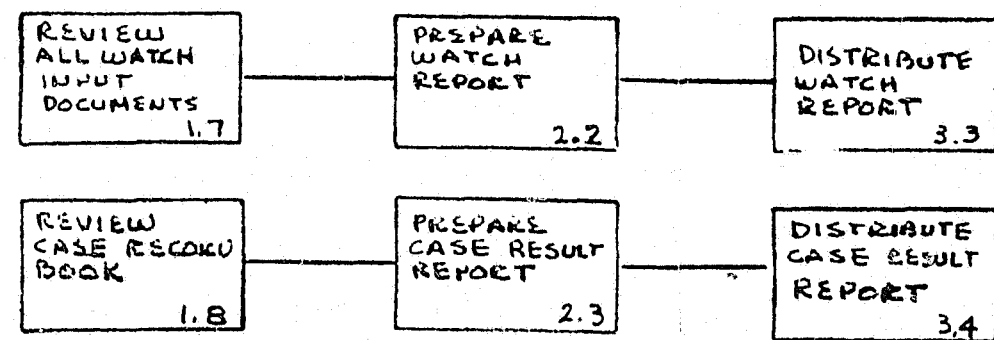 REVIEW
ALL WATCH
INPUT
DOCUMENTS
1.7
PREPARE
WATCH
REPORT
2.2
DISTRIBUTE
WATCH
REPORT
3.3
REVIEW
CASE RECORD
BOOK
1.8
PREPARE
CASE RESULT
REPORT
2.3
DISTRIBUTE
CASE RESULT
REPORT
3.4